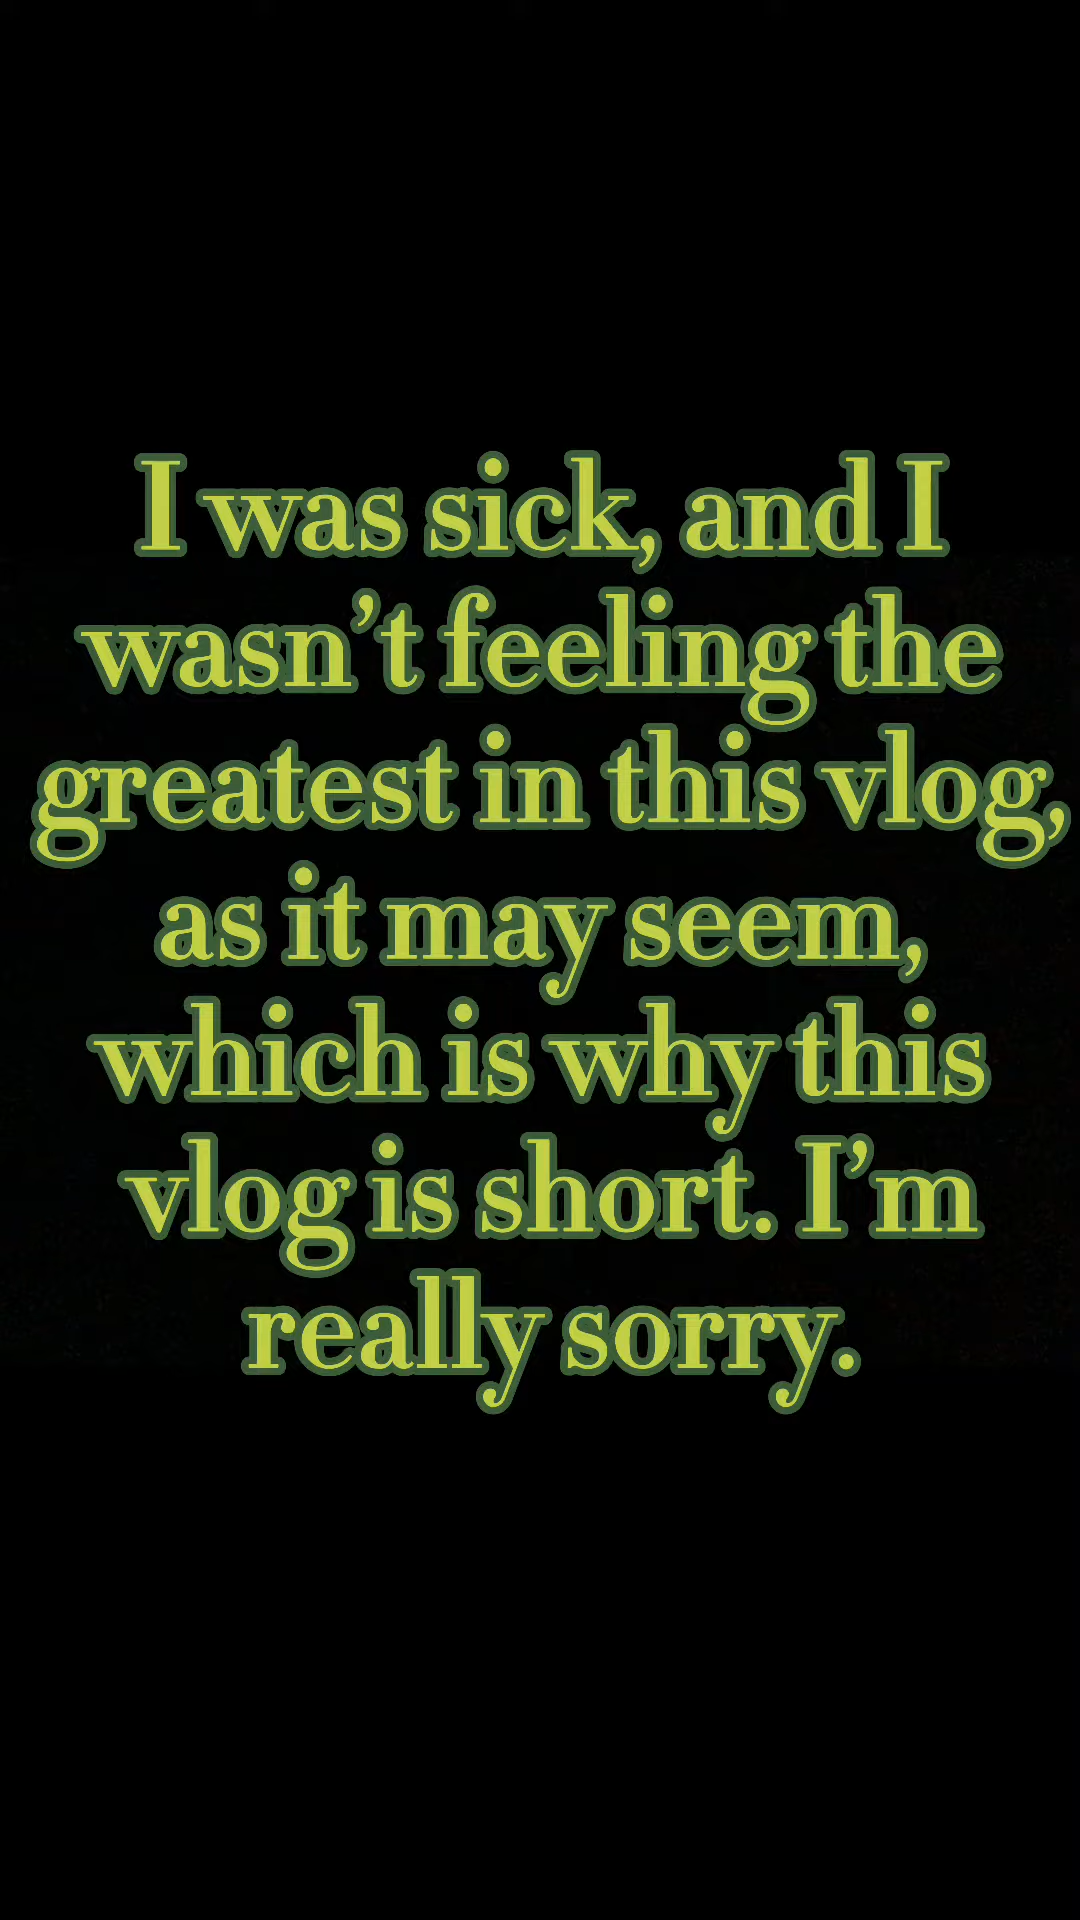 I was sick, and I
wasn’t feeling the
greatest in this vlog,
as it may seem,
which is why this
vlog is short. I’m
really sorry.